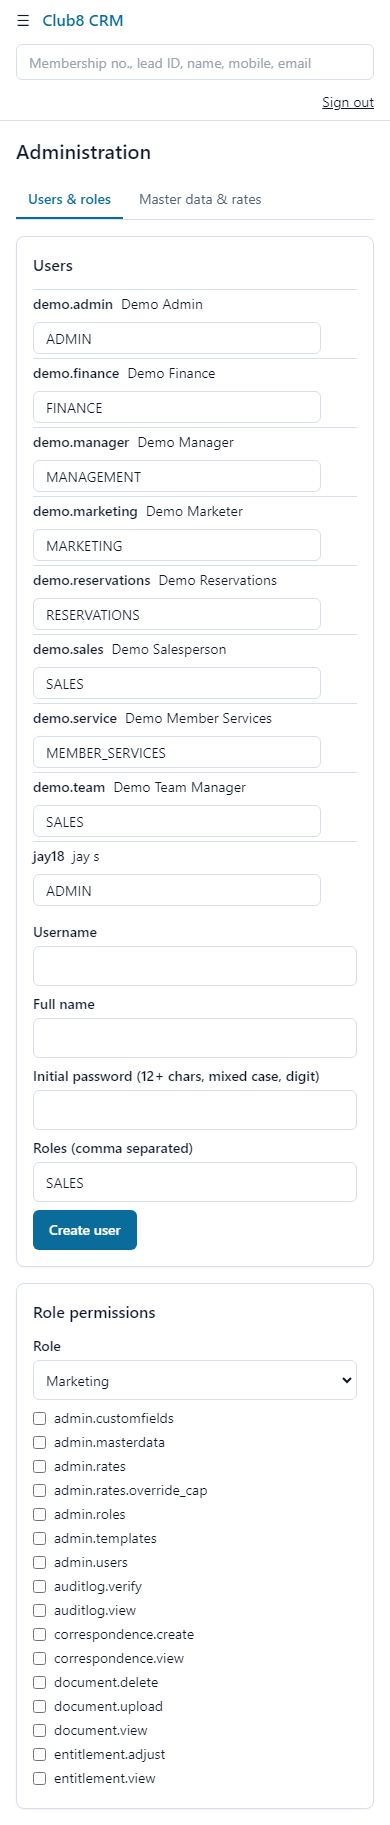 ☰ Club8 CRM
Membership no., lead ID, name, mobile, email
Sign out
Administration
Users & roles Master data & rates
Users
demo.admin Demo Admin
ADMIN
demo.finance Demo Finance
FINANCE
demo.manager Demo Manager
MANAGEMENT
demo.marketing Demo Marketer
MARKETING
demo.reservations Demo Reservations
RESERVATIONS
demo.sales Demo Salesperson
SALES
demo.service Demo Member Services
MEMBER_SERVICES
demo.team Demo Team Manager
SALES
jay18 jay s
ADMIN
Username
Full name
Initial password (12+ chars, mixed case, digit)
Roles (comma separated)
SALES
Create user
Role permissions
Role
Marketing
admin.customfields
admin.masterdata
admin.rates
admin.rates.override_cap
admin.roles
admin.templates
admin.users
auditlog.verify
auditlog.view
correspondence.create
correspondence.view
document.delete
document.upload
document.view
entitlement.adjust
entitlement.view